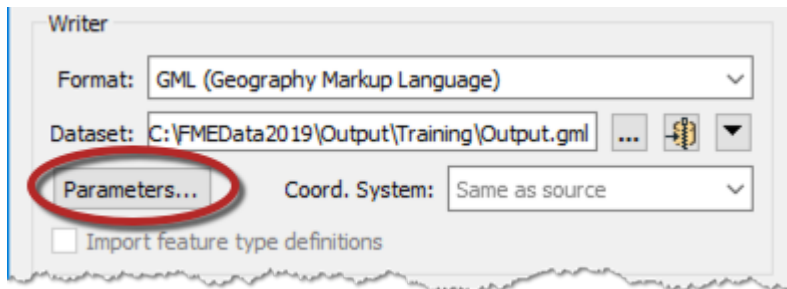 Writer
Format: GML (Geography Markup Language)
Dataset: C:\FMEData2019\Output\Training\Output.gml ...
Parameters... Coord. System: Same as source
Import feature type definitions